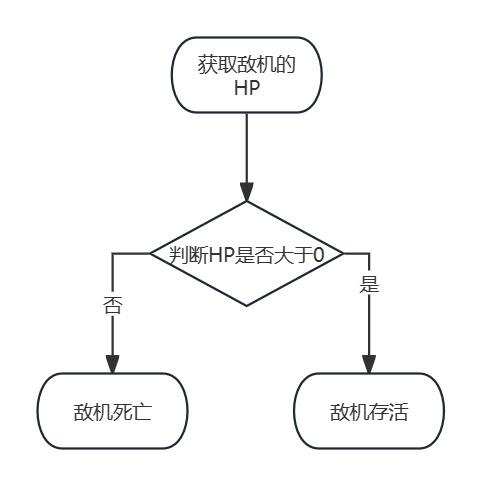 获取敌机的
HP
判断HP是否大于0
否
是
敌机死亡
敌机存活